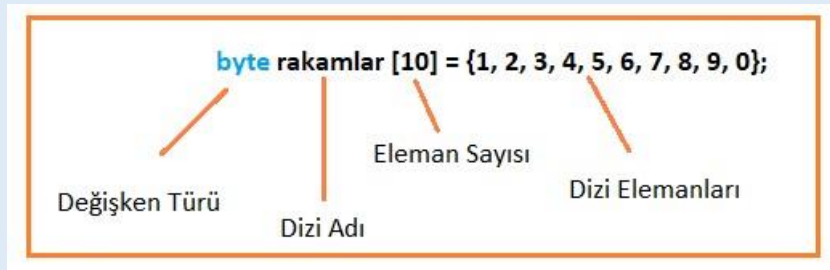 byte rakamlar [10] = {1, 2, 3, 4, 5, 6, 7, 8, 9, 0};
Eleman Sayısı
Değişken Türü
Dizi Adı
Dizi Elemanları